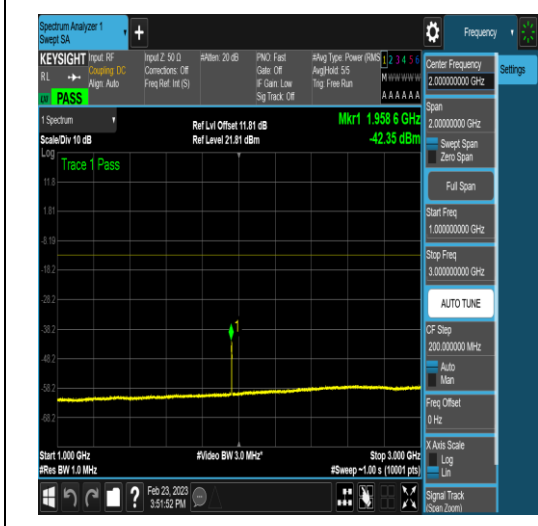 Spectrum Analyzer 1
Swept SA
Frequency
KEYSIGHT
Input: RF
Coupling: DC
Align: Auto
Input Z: 50 Ω
Corrections: Off
Freq Ref: Int (S)
#Atten: 20 dB
PNO: Fast
Gate: Off
IF Gain: Low
Sig Track: Off
#Avg Type: Power (RMS
Avg|Hold: 5/5
Trig: Free Run
1 2 3 4 5 6
M W W W W W
A A A A A A
R L
PASS
1 Spectrum
Scale/Div 10 dB
Ref Lvl Offset 11.81 dB
Ref Level 21.81 dBm
Mkr1 1.958 6 GHz
-42.35 dBm
Log
Trace 1 Pass
11.8
1.81
-8.19
-18.2
-28.2
-38.2
-48.2
-58.2
-68.2
1
Start 1.000 GHz
#Res BW 1.0 MHz
#Video BW 3.0 MHz*
Stop 3.000 GHz
#Sweep ~1.00 s (10001 pts)
?
Feb 23, 2023
3:51:52 PM
Center Frequency
2.000000000 GHz
Settings
Span
2.00000000 GHz
Swept Span
Zero Span
Full Span
Start Freq
1.000000000 GHz
Stop Freq
3.000000000 GHz
AUTO TUNE
CF Step
200.000000 MHz
Auto
Man
Freq Offset
0 Hz
X Axis Scale
Log
Lin
Signal Track
(Span Zoom)